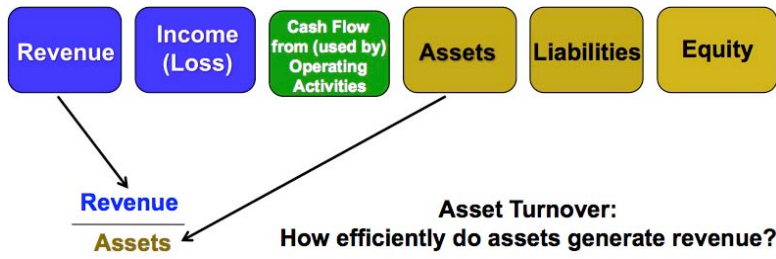 Revenue
Income
(Loss)
Cash Flow
from (used by)
Operating
Activities
Assets
Liabilities
Equity
Revenue
Assets
Asset Turnover:
How efficiently do assets generate revenue?